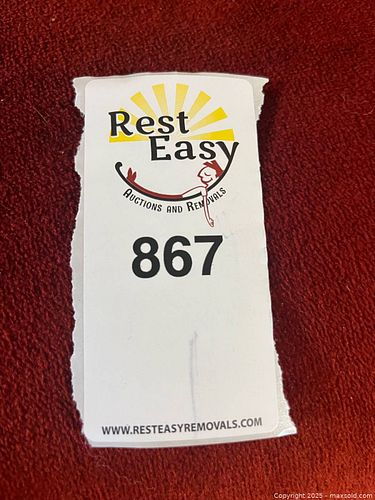 Rest
Easy
AUCTIONS AND REMOVALS
867
WWW.RESTEASYREMOVALS.COM
Copyright 2025 - maxsold.com